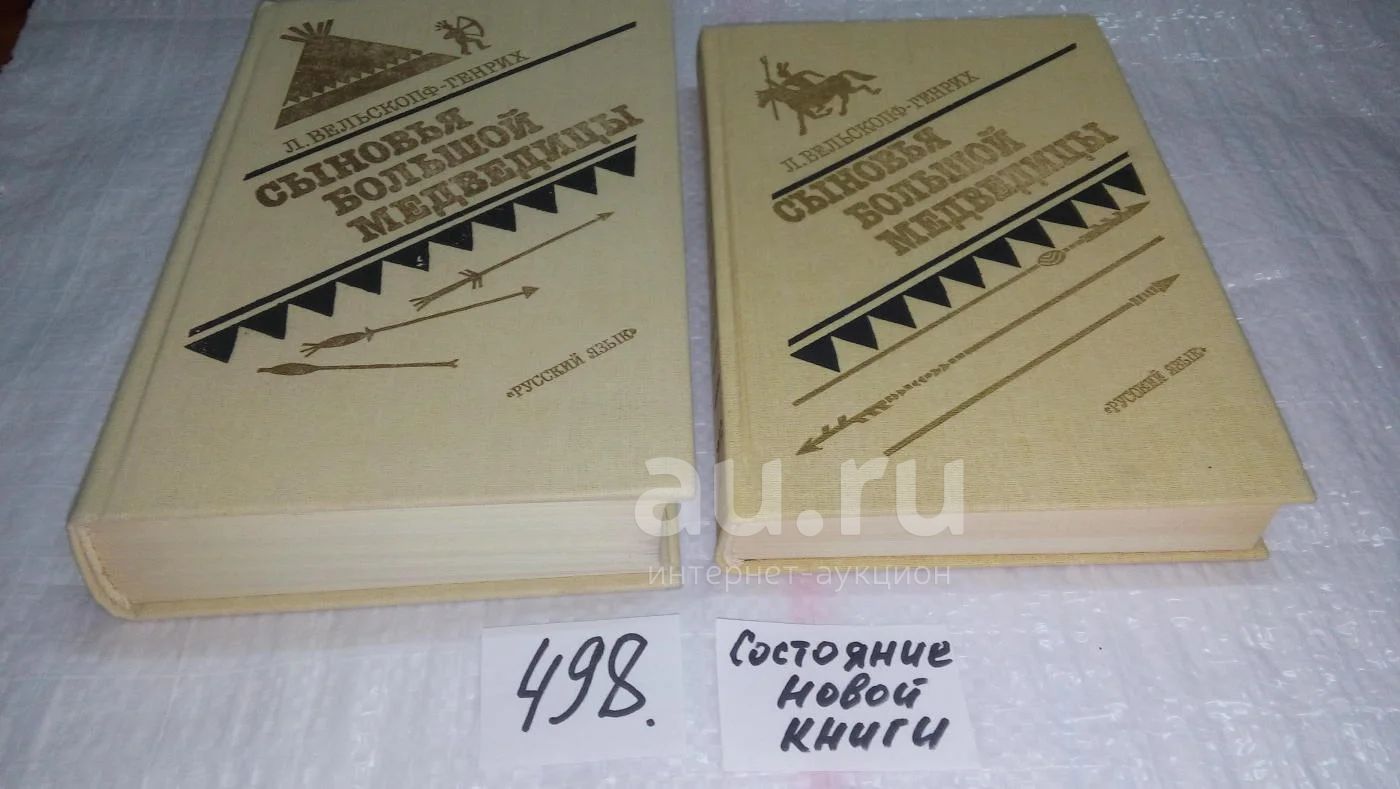 Л. ВЕЛЬСКОПФ-ГЕНРИХ
СЫНОВЬЯ
БОЛЬШОЙ
МЕДВЕДИЦЫ
«РУССКИЙ ЯЗЫК»
Л. ВЕЛЬСКОПФ-ГЕНРИХ
СЫНОВЬЯ
БОЛЬШОЙ
МЕДВЕДИЦЫ
«РУССКИЙ ЯЗЫК»
au.ru
интернет-аукцион
498.
Состояние
новой
книги